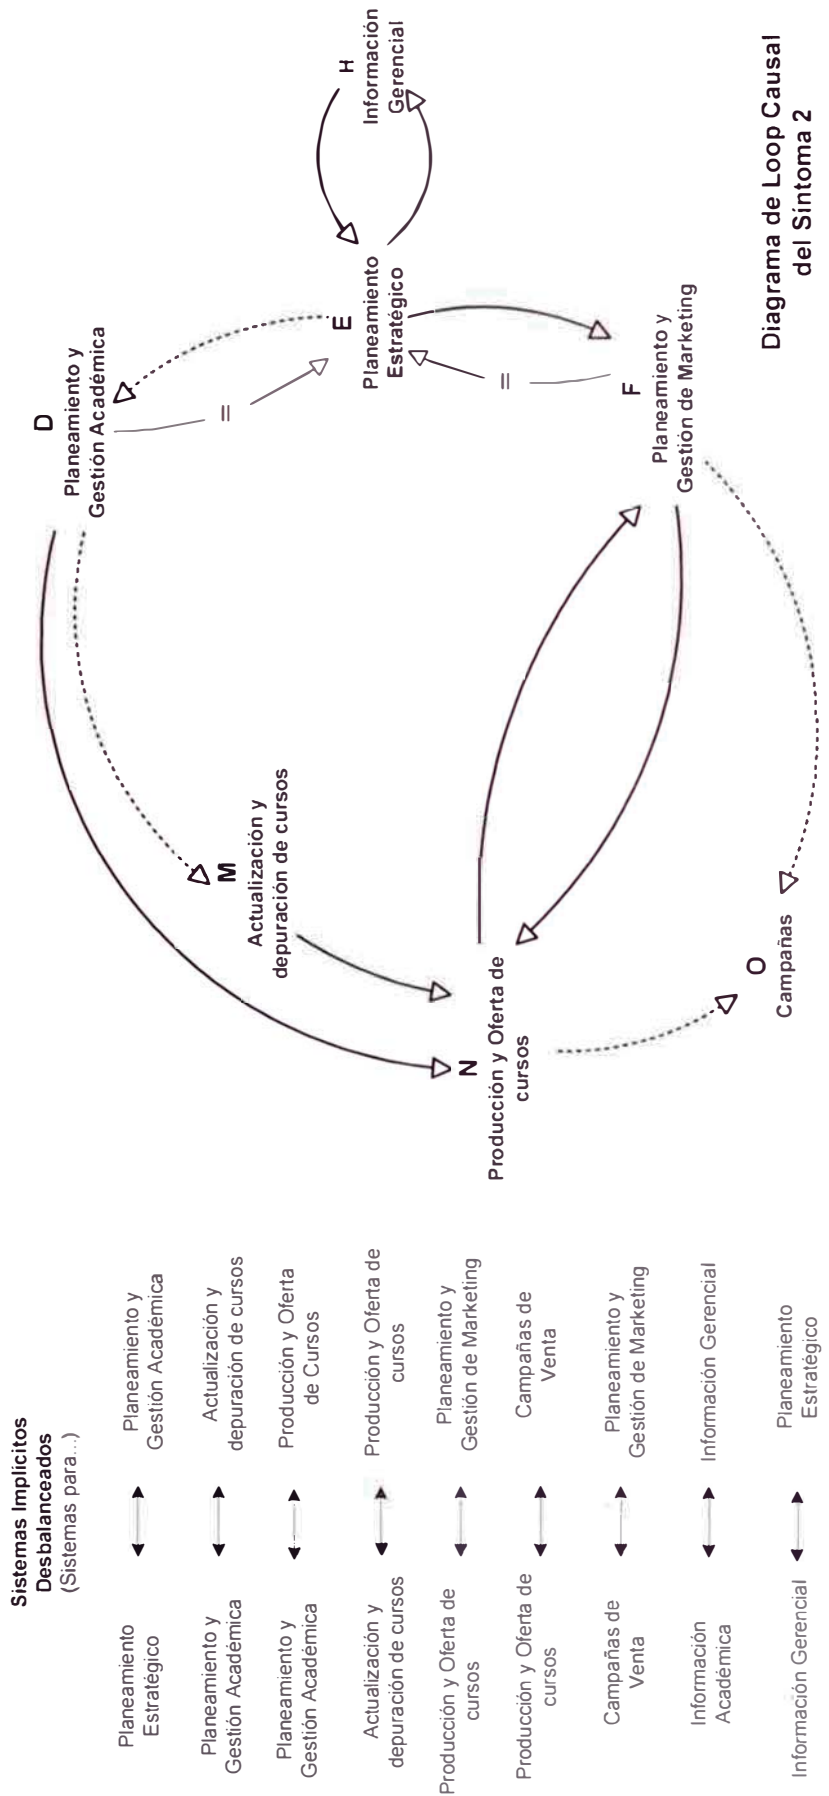 Sistemas Implícitos
Desbalanceados
(Sistemas para...)
Planeamiento
Estratégico
Planeamiento y
Gestión Académica
Planeamiento y
Gestión Académica
Actualización y
depuración de cursos
Planeamiento y
Gestión Académica
Producción y Oferta
de Cursos
Actualización y
depuración de cursos
Producción y Oferta de
cursos
Producción y Oferta de
cursos
Planeamiento y
Gestión de Marketing
Producción y Oferta de
cursos
Campañas de
Venta
Campañas de
Venta
Planeamiento y
Gestión de Marketing
Información
Académica
Información Gerencial
Información Gerencial
Planeamiento
Estratégico
D
Planeamiento y
Gestión Académica
M
Actualización y
depuración de cursos
N
Producción y Oferta de
cursos
O
Campañas
E
Planeamiento
Estratégico
F
Planeamiento y
Gestión de Marketing
H
Información
Gerencial
II
II
Diagrama de Loop Causal
del Síntoma 2